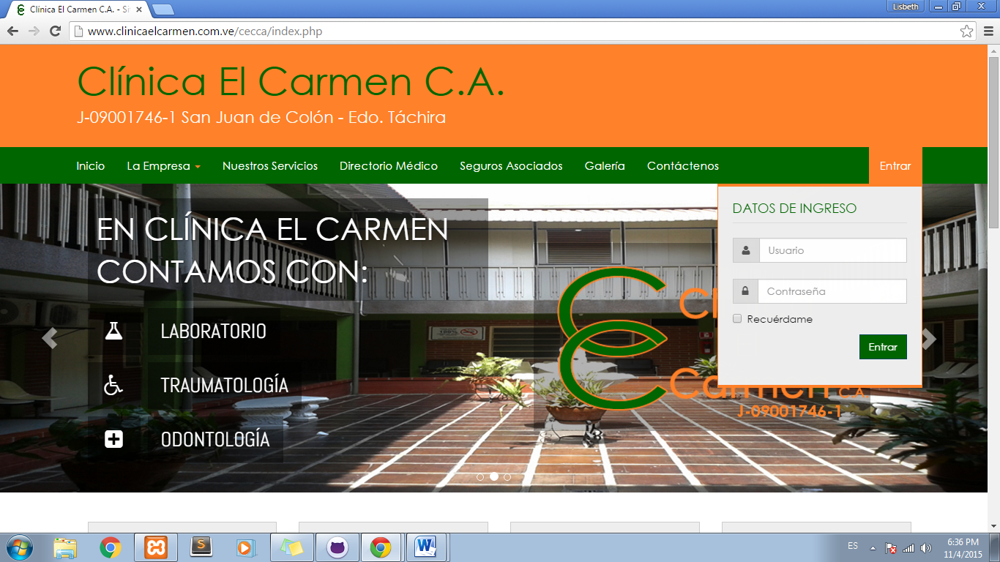 Clínica El Carmen C.A. - Si
Lisbeth
www.clinicaelcarmen.com.ve/cecca/index.php
Clínica El Carmen C.A.
J-09001746-1 San Juan de Colón - Edo. Táchira
Inicio La Empresa Nuestros Servicios Directorio Médico Seguros Asociados Galería Contáctenos Entrar
EN CLÍNICA EL CARMEN
CONTAMOS CON:
LABORATORIO
TRAUMATOLOGÍA
ODONTOLOGÍA
DATOS DE INGRESO
Usuario
Contraseña
Recuérdame
Entrar
Carmen C.A.
J-09001746-1
ES
6:36 PM
11/4/2015